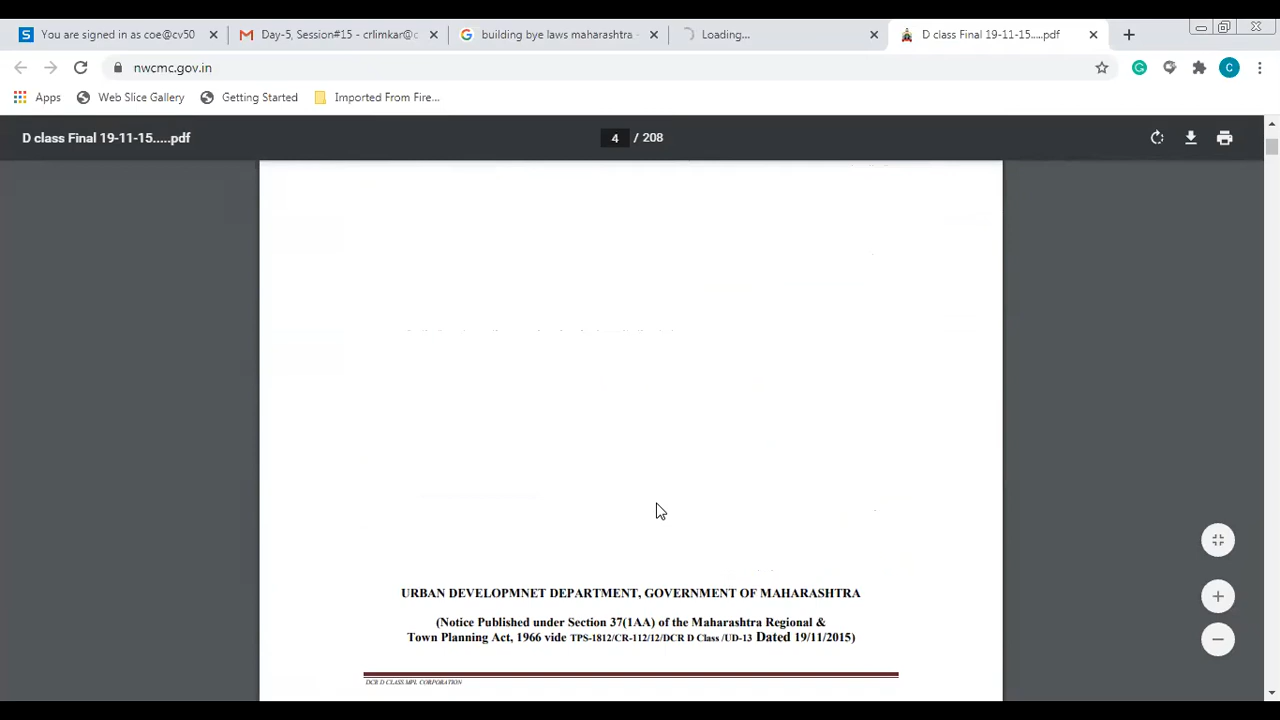 You are signed in as coe@cv50
Day-5, Session#15 - crlimkar@c
building bye laws maharashtra -
Loading...
D class Final 19-11-15.....pdf
nwcmc.gov.in
C
Apps
Web Slice Gallery
Getting Started
Imported From Fire...
D class Final 19-11-15.....pdf
4 / 208
URBAN DEVELOPMNET DEPARTMENT, GOVERNMENT OF MAHARASHTRA
(Notice Published under Section 37(1AA) of the Maharashtra Regional &
Town Planning Act, 1966 vide TPS-1812/CR-112/12/DCR D Class /UD-13 Dated 19/11/2015)
DCR D CLASS MPL CORPORATION